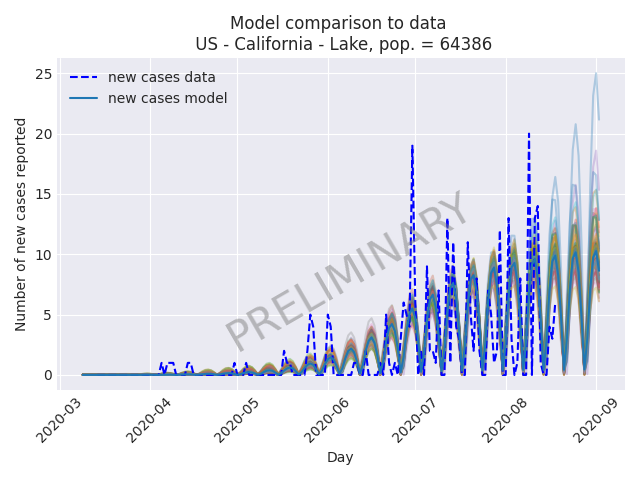 Model comparison to data
US - California - Lake, pop. = 64386
new cases data
new cases model
Number of new cases reported
25
20
15
10
5
0
PRELIMINARY
2020-03
2020-04
2020-05
2020-06
2020-07
2020-08
2020-09
Day